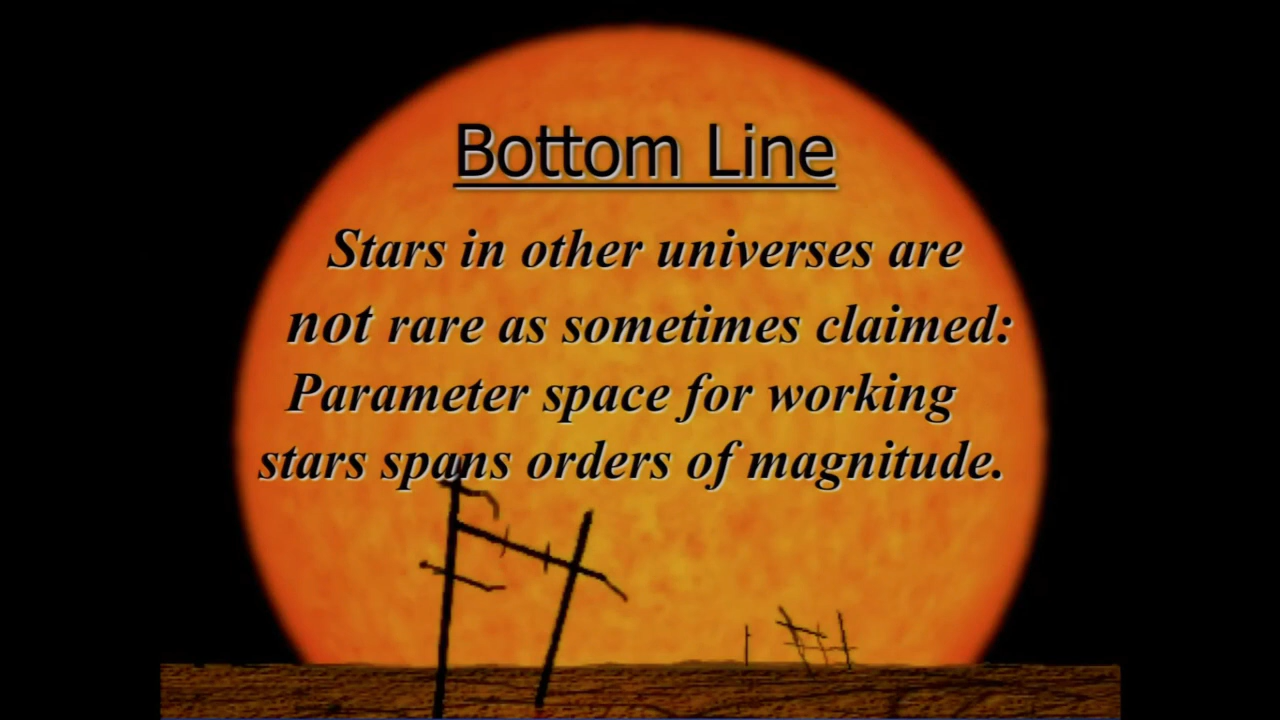 Bottom Line
Stars in other universes are
not rare as sometimes claimed:
Parameter space for working
stars spans orders of magnitude.